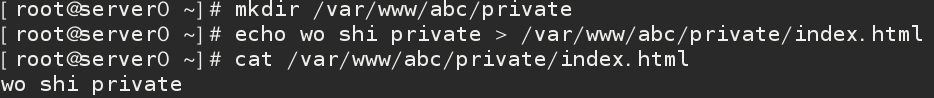 [ root@server0 ~]# mkdir /var/www/abc/private
[ root@server0 ~]# echo wo shi private > /var/www/abc/private/index.html
[ root@server0 ~]# cat /var/www/abc/private/index.html
wo shi private